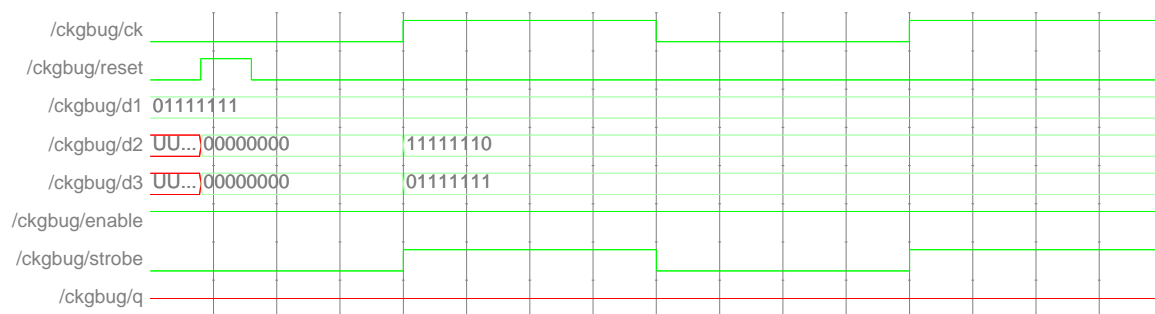 /ckgbug/ck
/ckgbug/reset
/ckgbug/d1 01111111
/ckgbug/d2 UU... 00000000 11111110
/ckgbug/d3 UU... 00000000 01111111
/ckgbug/enable
/ckgbug/strobe
/ckgbug/q